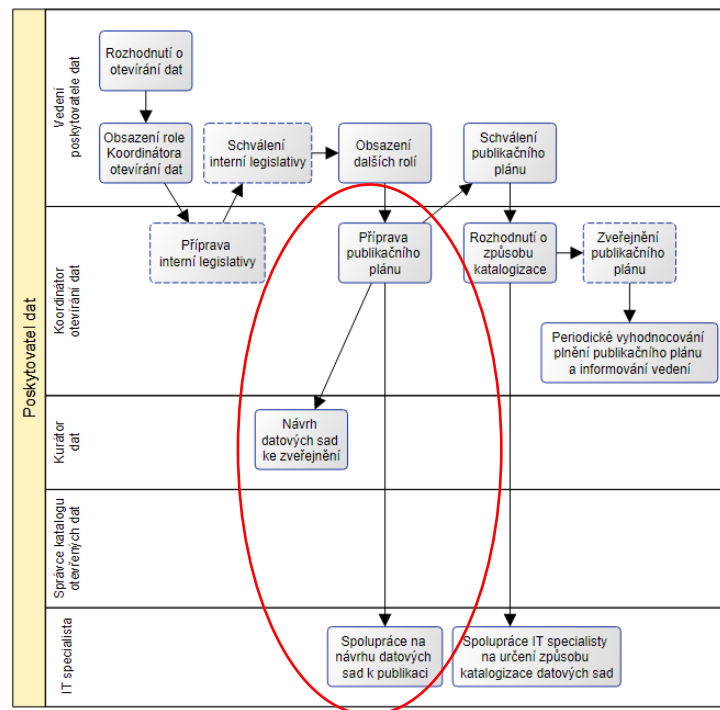 Poskytovatel dat
Vedení
poskytovatele dat
Rozhodnutí o
otevírání dat
Obsazení role
Koordinátora
otevírání dat
Schválení
interní legislativy
Obsazení
dalších rolí
Schválení
publikačního
plánu
Koordinátor
otevírání dat
Příprava
interní legislativy
Příprava
publikačního
plánu
Rozhodnutí o
způsobu
katalogizace
Zveřejnění
publikačního
plánu
Periodické vyhodnocování
plnění publikačního plánu
a informování vedení
Kurátor
dat
Návrh
datových sad
ke zveřejnění
Správce katalogu
otevřených dat
IT specialista
Spolupráce na
návrhu datových
sad k publikaci
Spolupráce IT specialisty
na určení způsobu
katalogizace datových sad